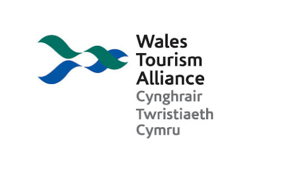 Wales
Tourism
Alliance
Cynghrair
Twristiaeth
Cymru